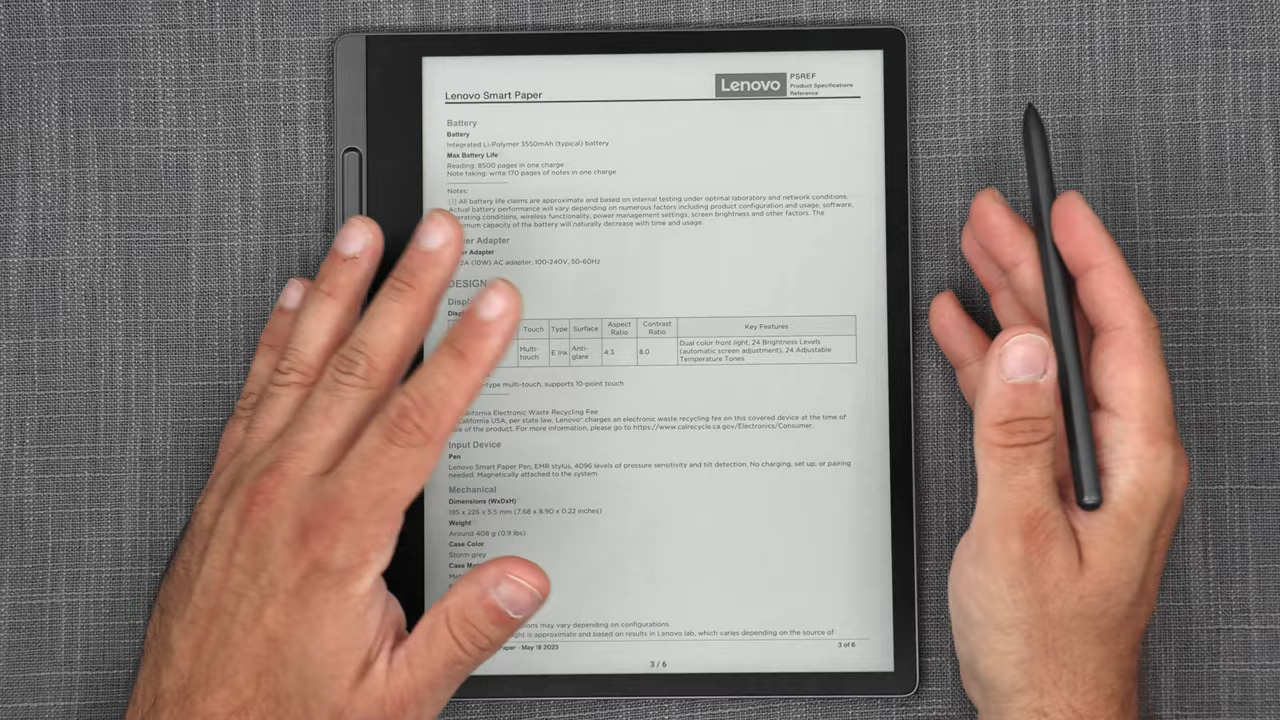 Lenovo Smart Paper
Lenovo
PSREF
Product Specifications
Reference
Battery
Battery
Integrated Li-Polymer 3550mAh (typical) battery
Max Battery Life
Reading: 8500 pages in one charge
Note taking: write 170 pages of notes in one charge
Notes:
[1] All battery life claims are approximate and based on internal testing under optimal laboratory and network conditions.
Actual battery performance will vary depending on numerous factors including product configuration and usage, software,
operating conditions, wireless functionality, power management settings, screen brightness and other factors. The
capacity of the battery will naturally decrease with time and usage.
Adapter
Adapter
(10W) AC adapter, 100-240V, 50-60Hz
DESIGN
Touch Type Surface Aspect Ratio Contrast Ratio Key Features
Multi-touch E Ink Anti-glare 4:3 8.0 Dual color front light, 24 Brightness Levels
(automatic screen adjustment), 24 Adjustable
Temperature Tones
multi-touch, supports 10-point touch
California Electronic Waste Recycling Fee
California USA, per state law, Lenovo® charges an electronic waste recycling fee on this covered device at the time of
of the product. For more information, please go to https://www.calrecycle.ca.gov/Electronics/Consumer.
Input Device
Pen
Lenovo Smart Paper Pen, EMR stylus, 4096 levels of pressure sensitivity and tilt detection. No charging, set up, or pairing
needed. Magnetically attached to the system
Mechanical
Dimensions (WxDxH)
195 x 226 x 5.5 mm (7.68 x 8.90 x 0.22 inches)
Weight
Around 408 g (0.9 lbs)
Case Color
Storm grey
Case
may vary depending on configurations.
is approximate and based on results in Lenovo lab, which varies depending on the source of
- May 18 2023
3 of 6
3 / 6